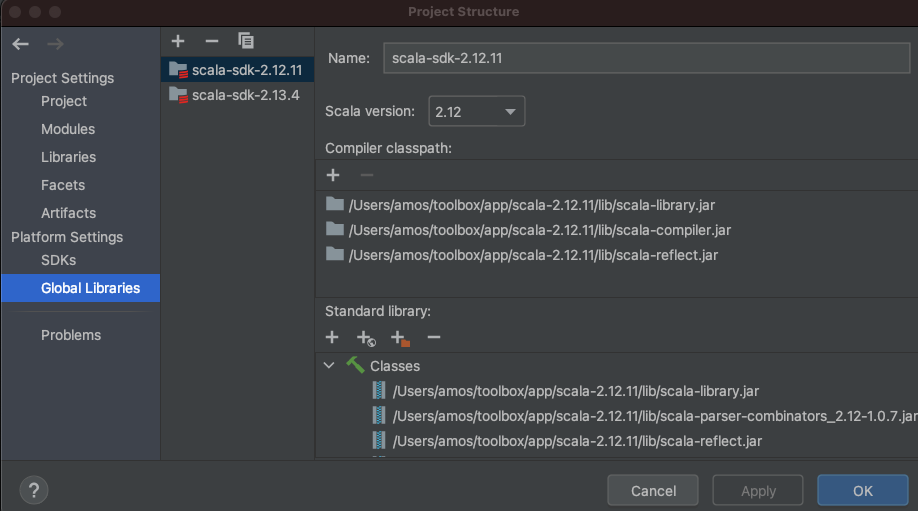 Project Structure
Project Settings
Project
Modules
Libraries
Facets
Artifacts
Platform Settings
SDKs
Global Libraries
Problems
scala-sdk-2.12.11
scala-sdk-2.13.4
Name: scala-sdk-2.12.11
Scala version: 2.12
Compiler classpath:
/Users/amos/toolbox/app/scala-2.12.11/lib/scala-library.jar
/Users/amos/toolbox/app/scala-2.12.11/lib/scala-compiler.jar
/Users/amos/toolbox/app/scala-2.12.11/lib/scala-reflect.jar
Standard library:
Classes
/Users/amos/toolbox/app/scala-2.12.11/lib/scala-library.jar
/Users/amos/toolbox/app/scala-2.12.11/lib/scala-parser-combinators_2.12-1.0.7.jar
/Users/amos/toolbox/app/scala-2.12.11/lib/scala-reflect.jar
? Cancel Apply OK